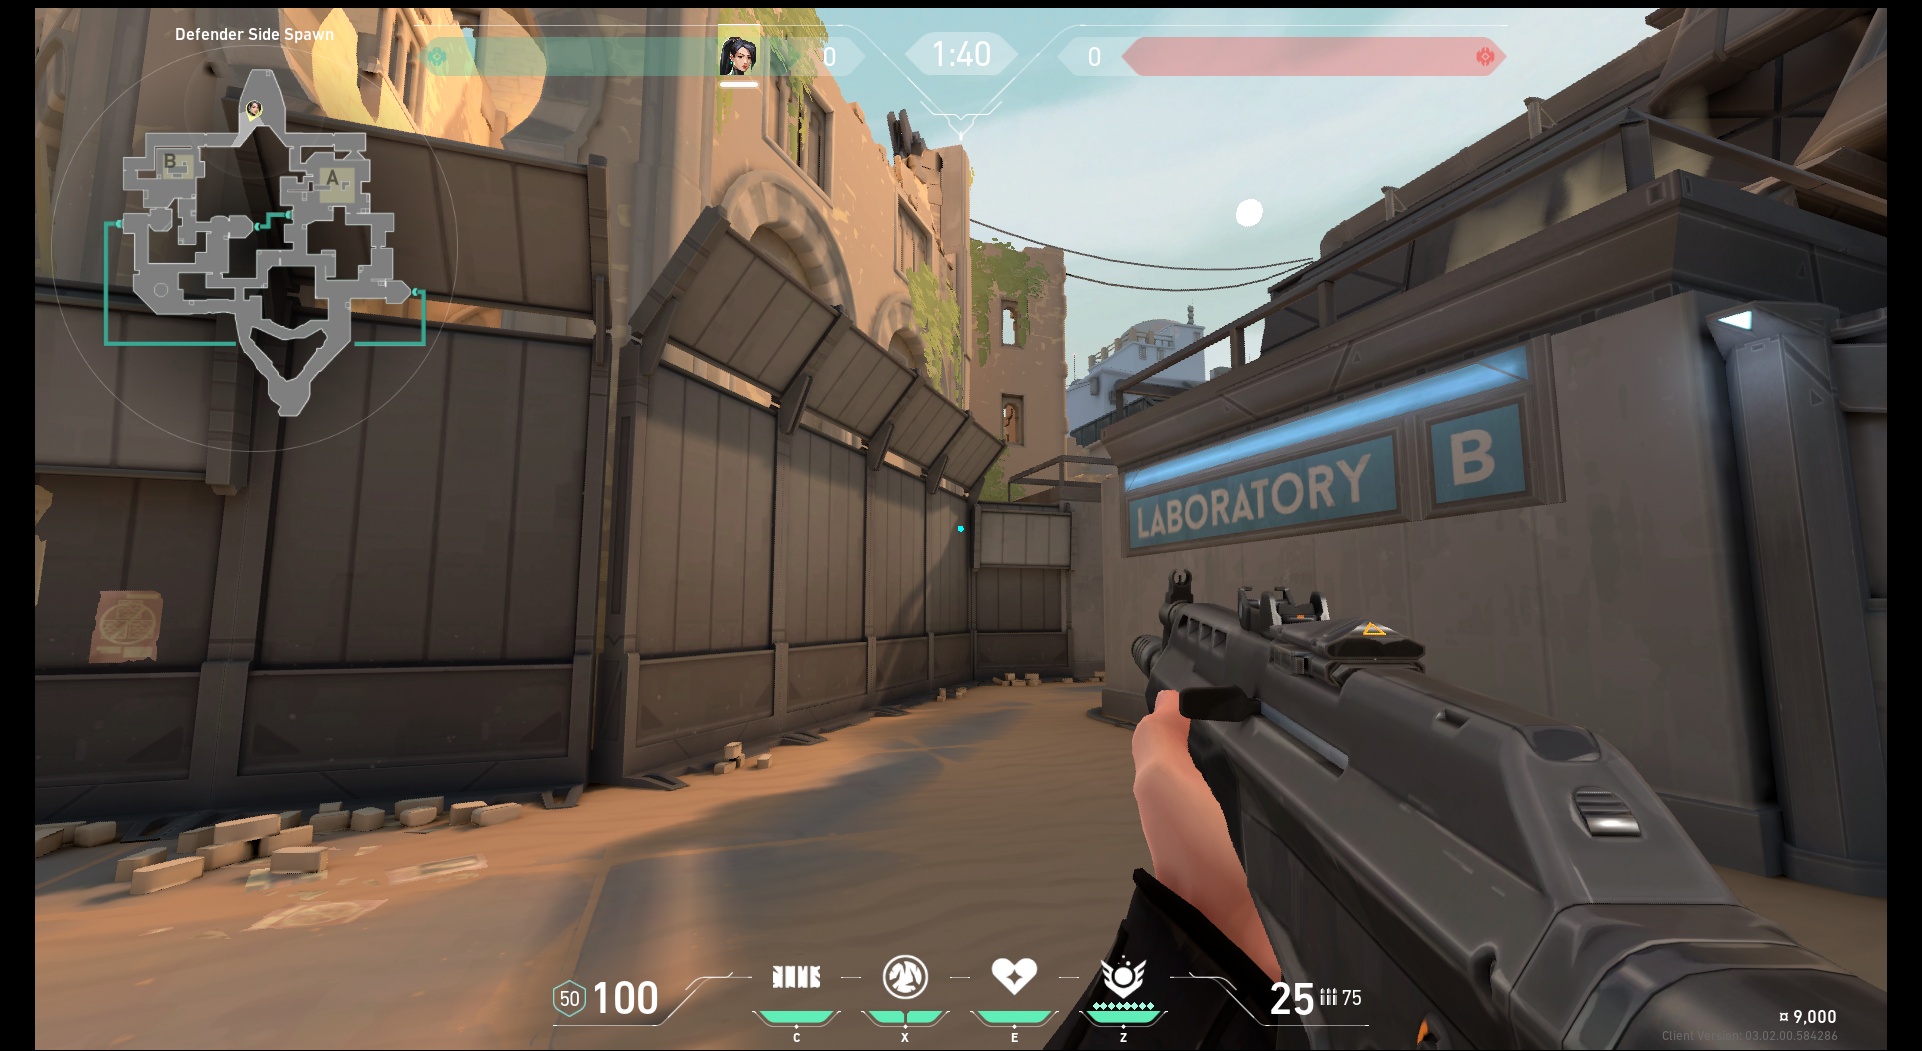 Defender Side Spawn
0
1:40
0
B
A
LABORATORY B
50
100
25
75
C
X
E
Z
¤ 9,000
Client Version: 03.02.00.584286